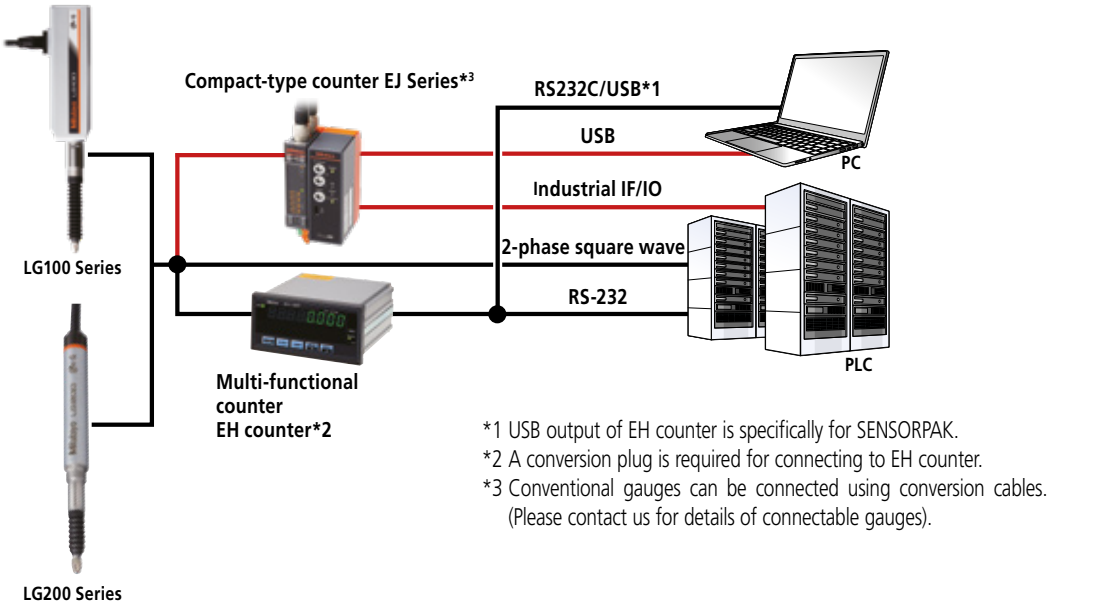 Compact-type counter EJ Series*3
RS232C/USB*1
USB
PC
Industrial IF/IO
2-phase square wave
RS-232
PLC
LG100 Series
Multi-functional
counter
EH counter*2
LG200 Series
*1 USB output of EH counter is specifically for SENSORPAK.
*2 A conversion plug is required for connecting to EH counter.
*3 Conventional gauges can be connected using conversion cables.
(Please contact us for details of connectable gauges).
Mitutoyo LG200
0.000